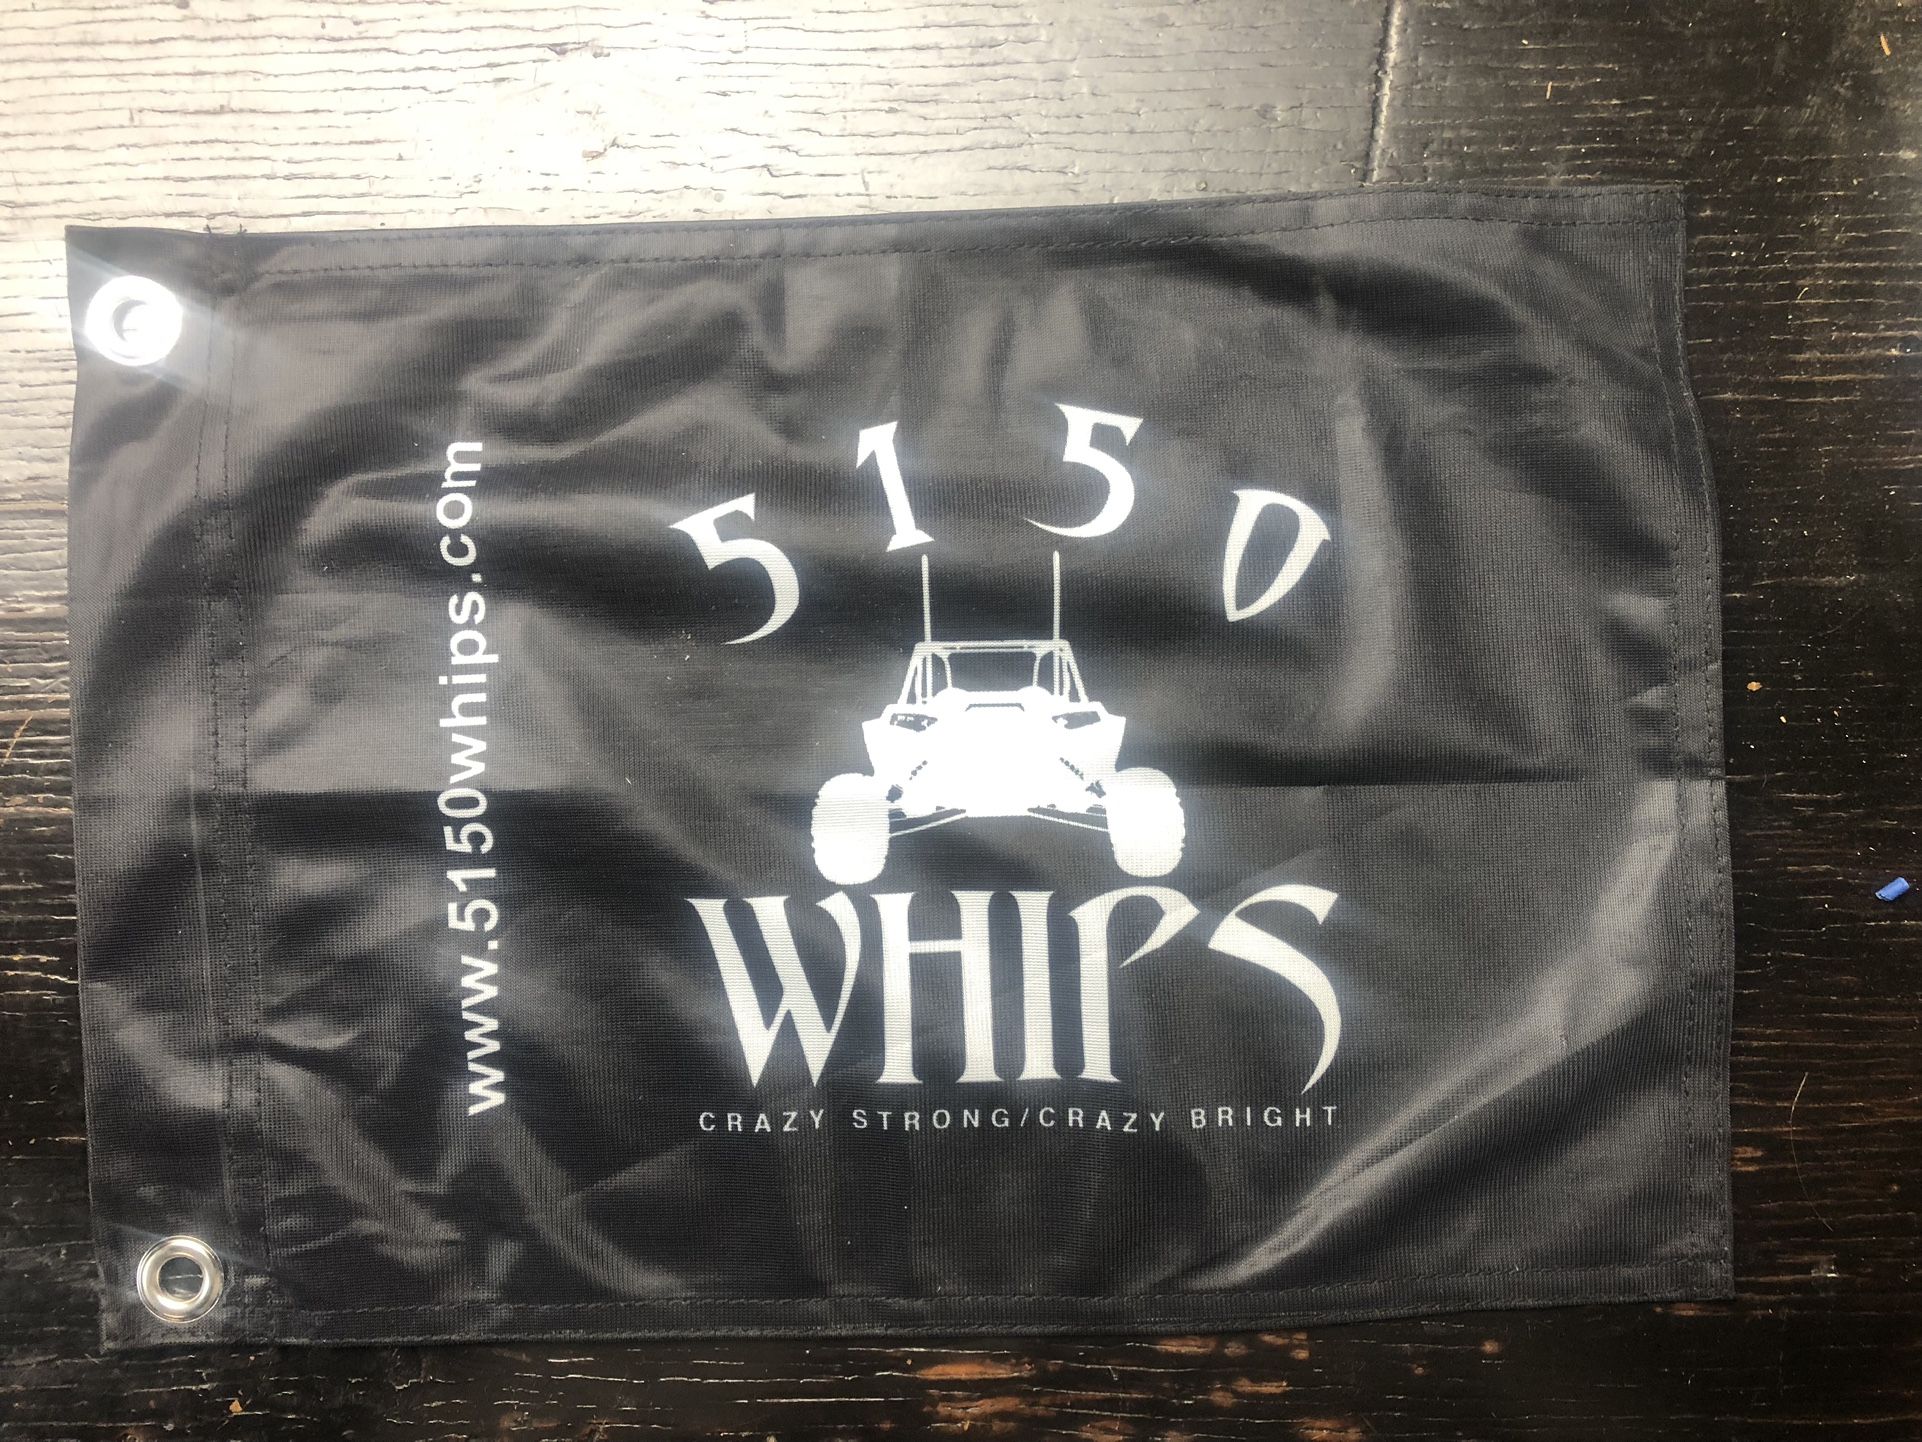 5150
WHIPS
CRAZY STRONG/CRAZY BRIGHT
www.5150whips.com